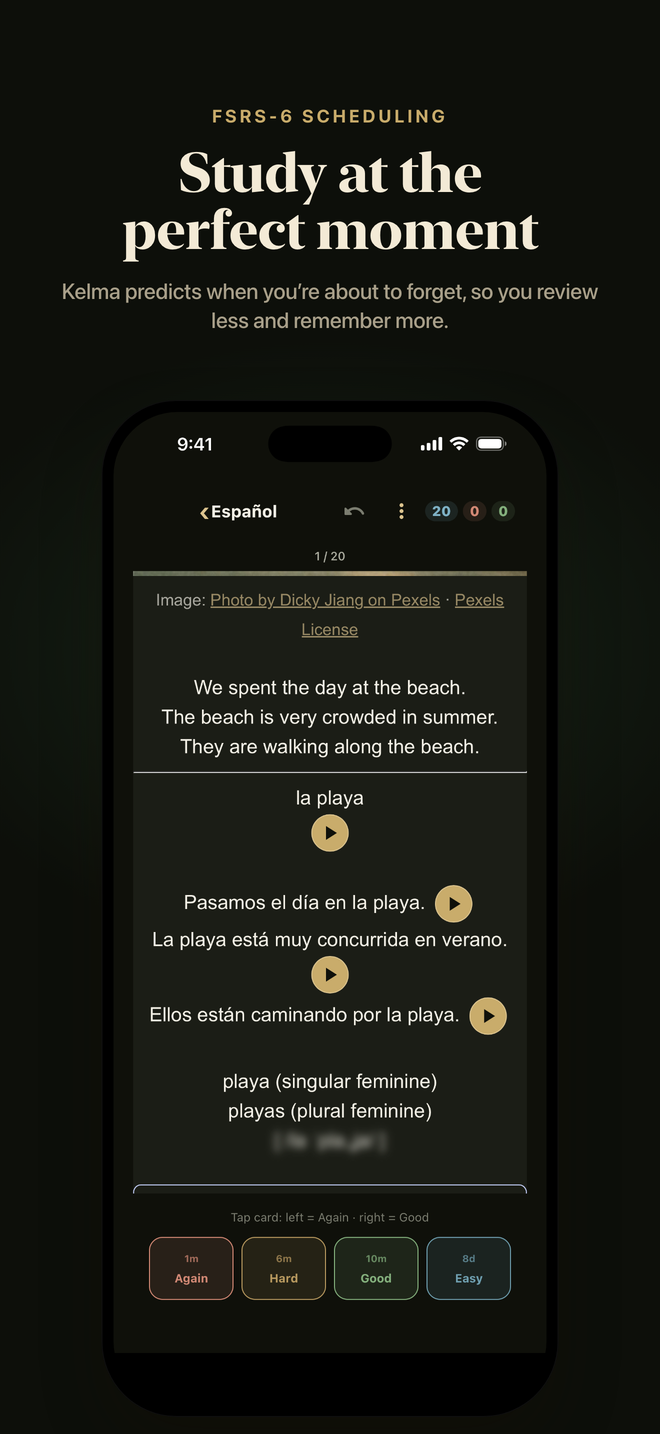 FSRS-6 SCHEDULING
Study at the
perfect moment
Kelma predicts when you're about to forget, so you review
less and remember more.
9:41
Español
20 0 0
1 / 20
Image: Photo by Dicky Jiang on Pexels · Pexels
License
We spent the day at the beach.
The beach is very crowded in summer.
They are walking along the beach.
la playa
Pasamos el día en la playa.
La playa está muy concurrida en verano.
Ellos están caminando por la playa.
playa (singular feminine)
playas (plural feminine)
Tap card: left = Again · right = Good
1m 6m 10m 8d
Again Hard Good Easy